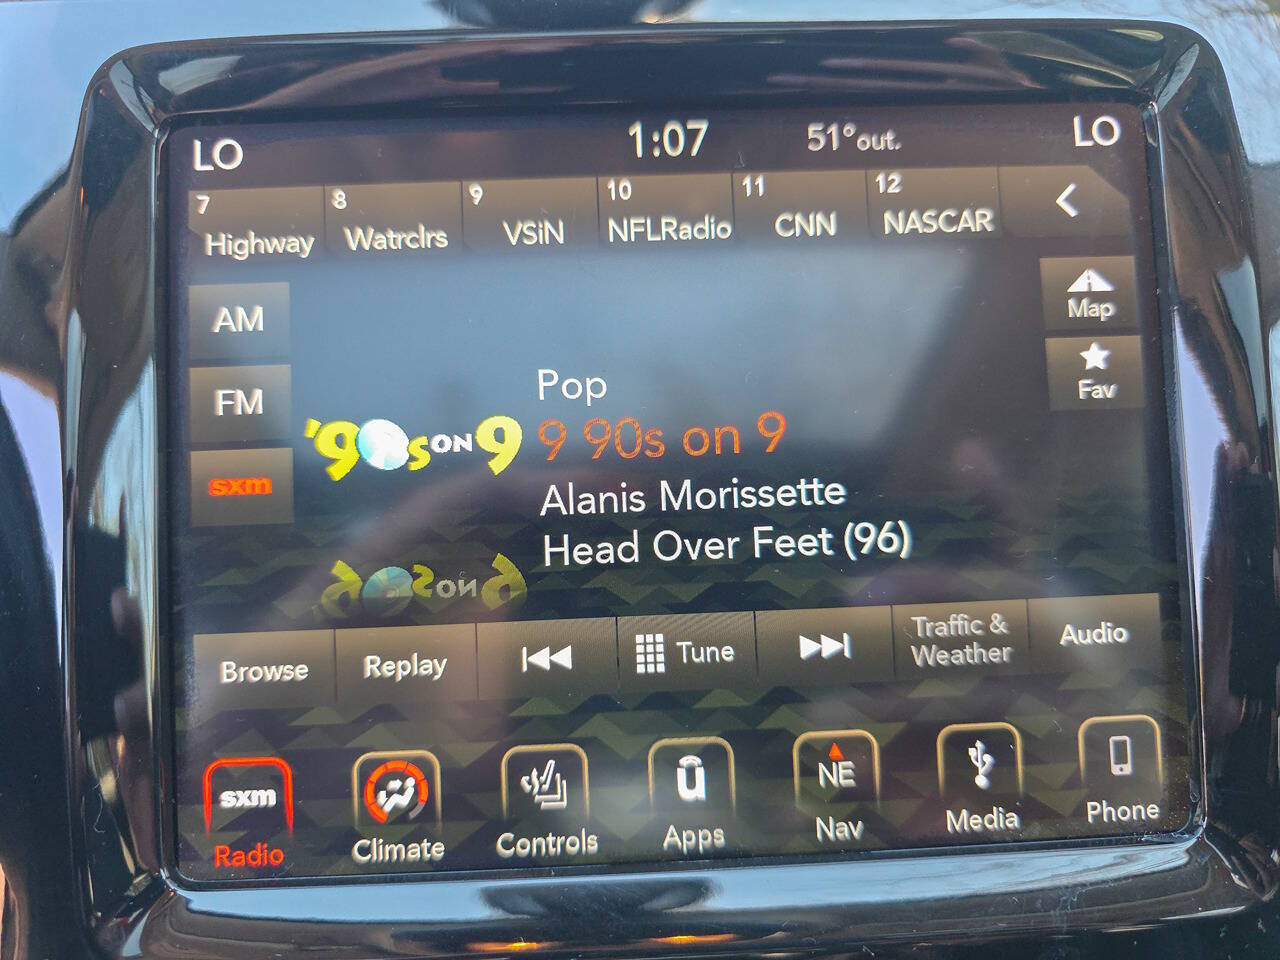 LO 1:07 51°out. LO
7 Highway 8 Watrclrs 9 VSiN 10 NFLRadio 11 CNN 12 NASCAR
AM
Map
FM
Fav
sxm
Pop
'90s ON 9
9 90s on 9
Alanis Morissette
Head Over Feet (96)
Browse Replay Tune Traffic & Weather Audio
sxm NE
Radio Climate Controls Apps Nav Media Phone